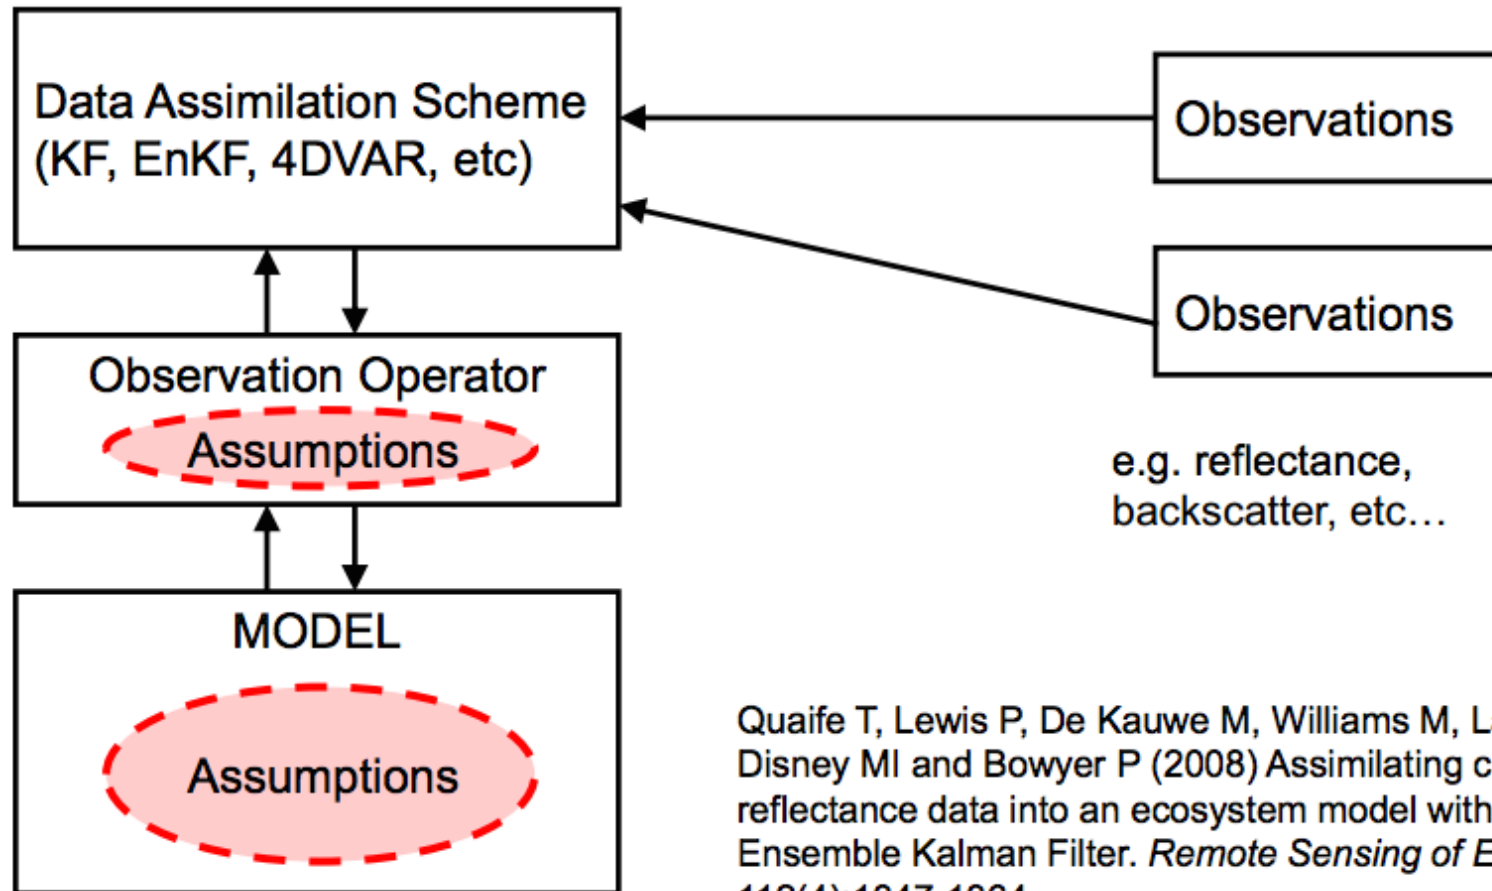 Data Assimilation Scheme
(KF, EnKF, 4DVAR, etc)
Observations
Observations
Observation Operator
Assumptions
e.g. reflectance,
backscatter, etc…
MODEL
Assumptions
Quaife T, Lewis P, De Kauwe M, Williams M,
Disney MI and Bowyer P (2008) Assimilating
reflectance data into an ecosystem model with
Ensemble Kalman Filter. Remote Sensing of